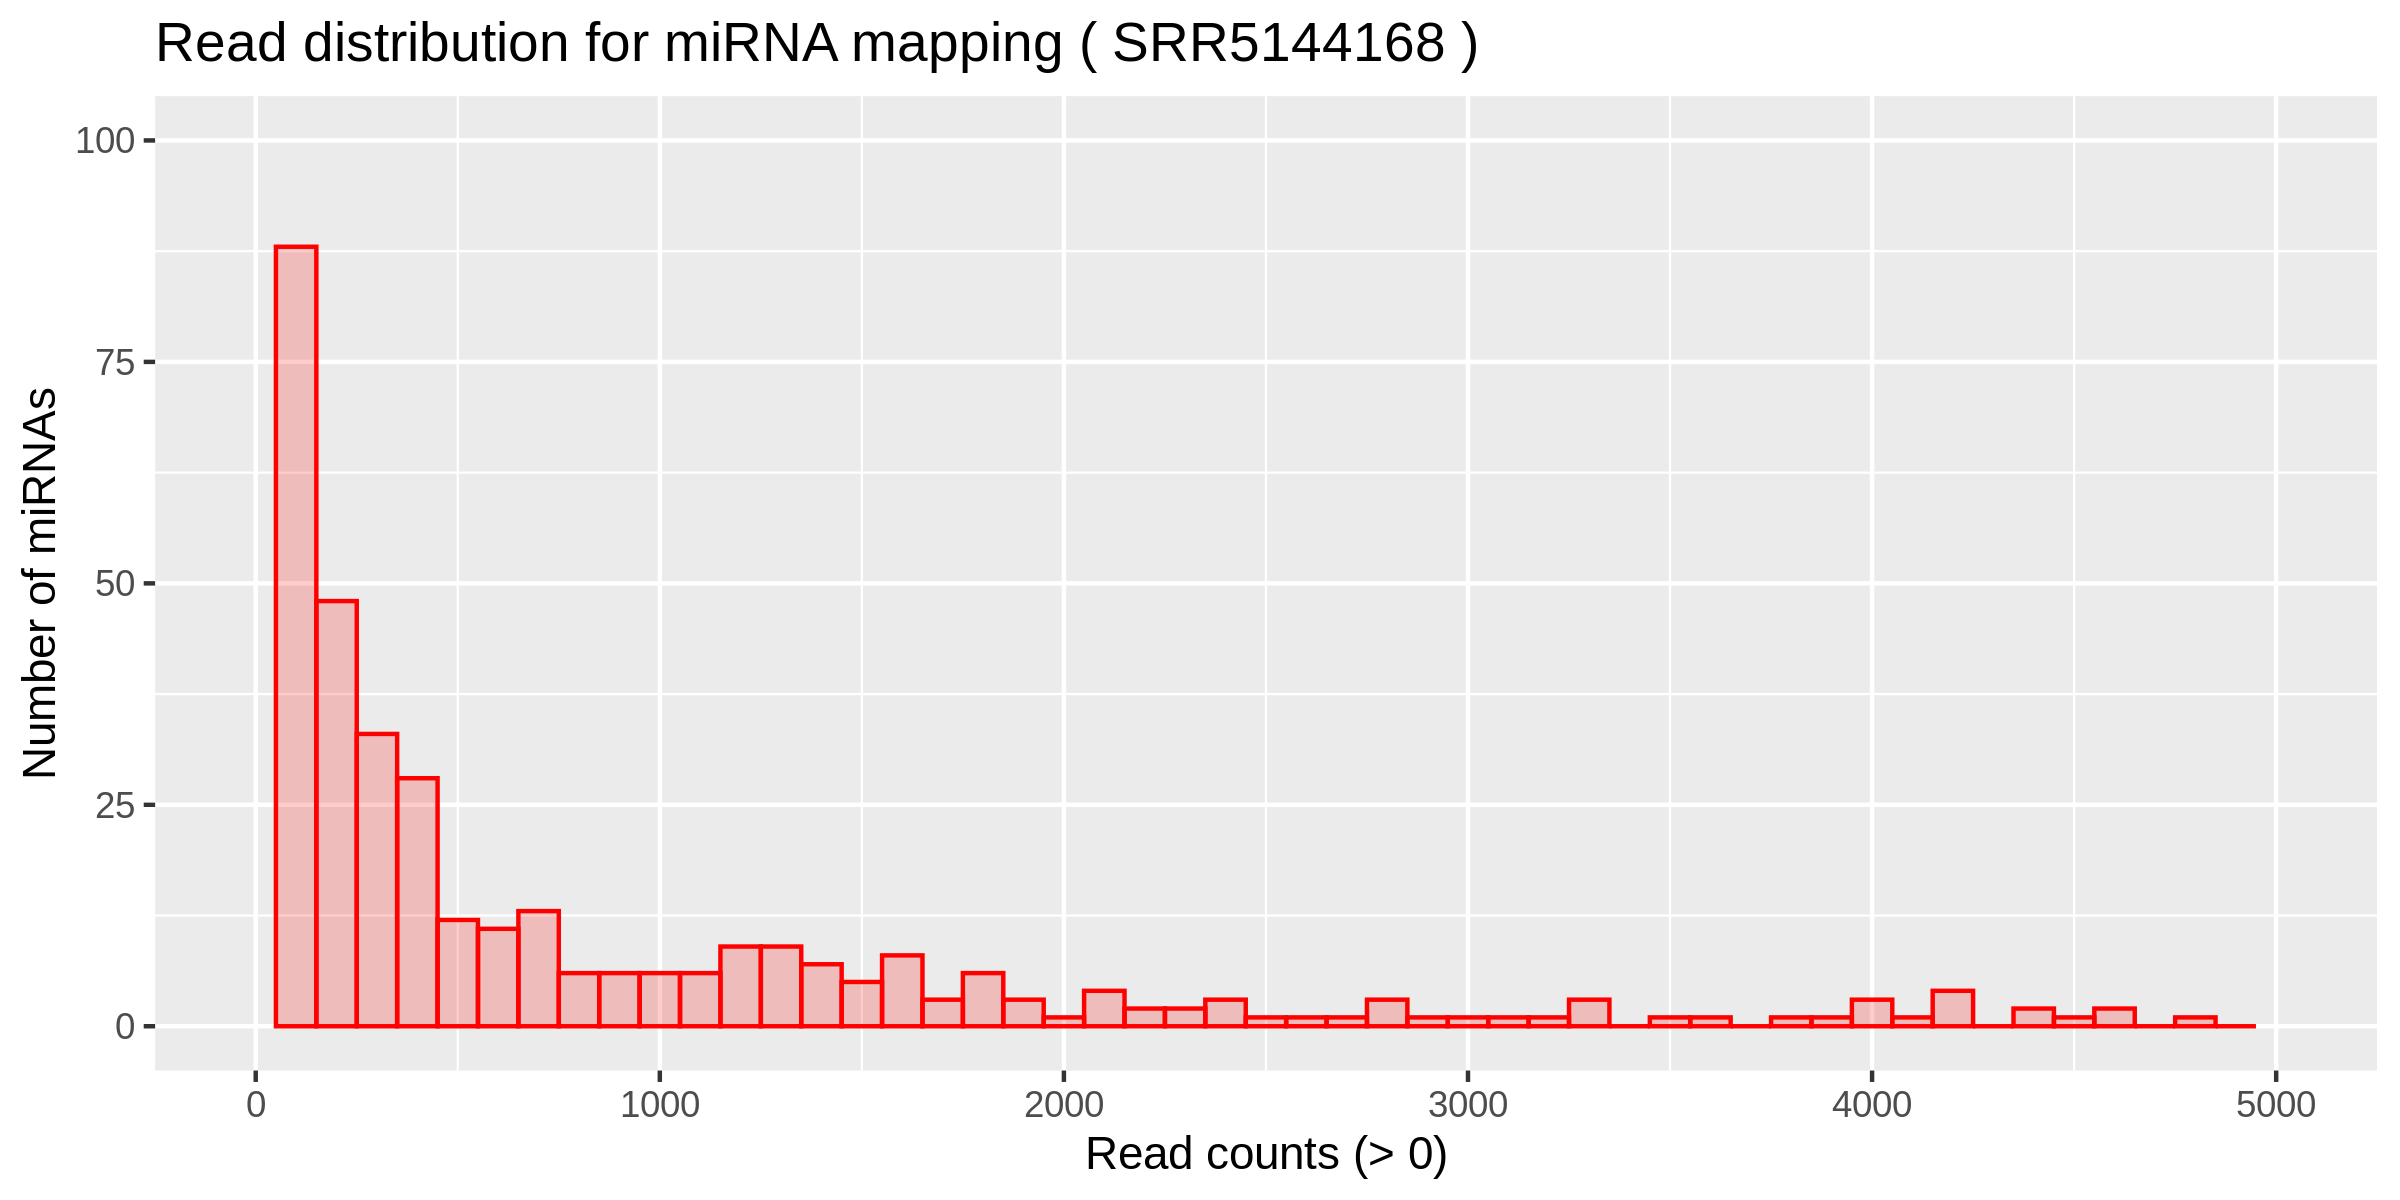 Read distribution for miRNA mapping ( SRR5144168 )
100
75
50
25
0
Number of miRNAs
0 1000 2000 3000 4000 5000
Read counts (> 0)